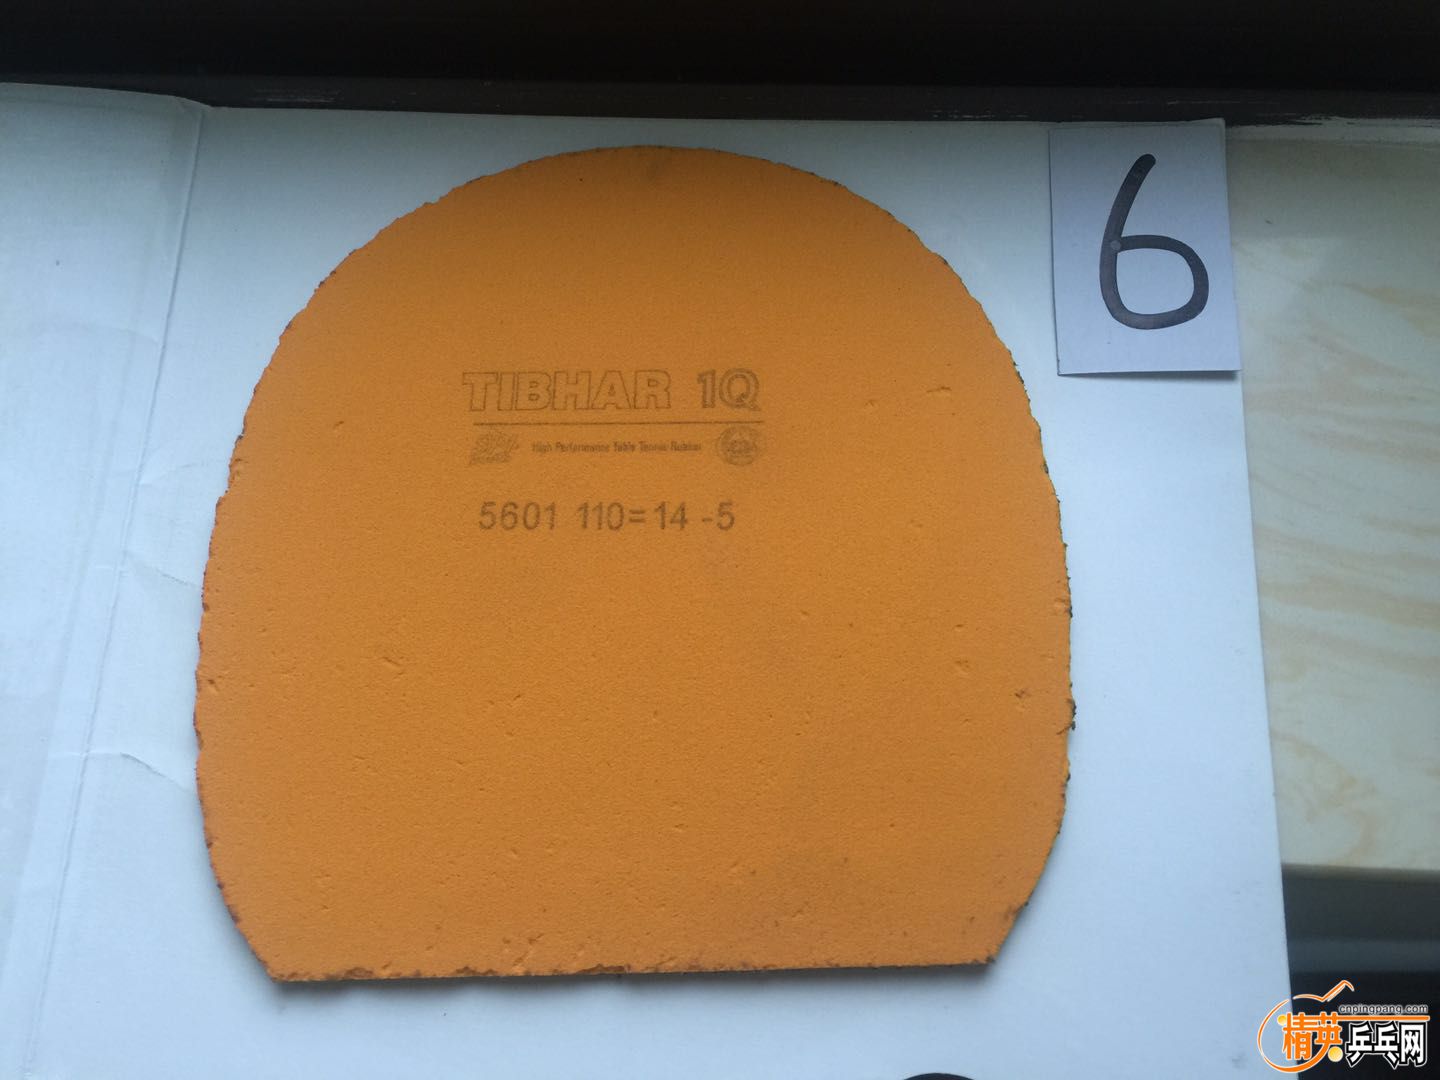 6
TIBHAR 1Q
High Performance Table Tennis Rubber
5601 110=14 -5
cnpingpang.com
精英乒乓网